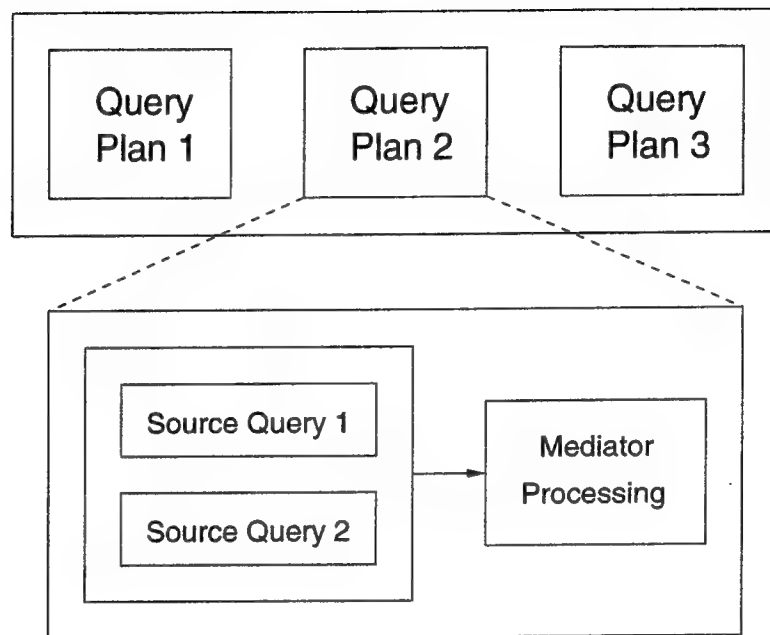 Query
Plan 1
Query
Plan 2
Query
Plan 3
Source Query 1
Source Query 2
Mediator
Processing